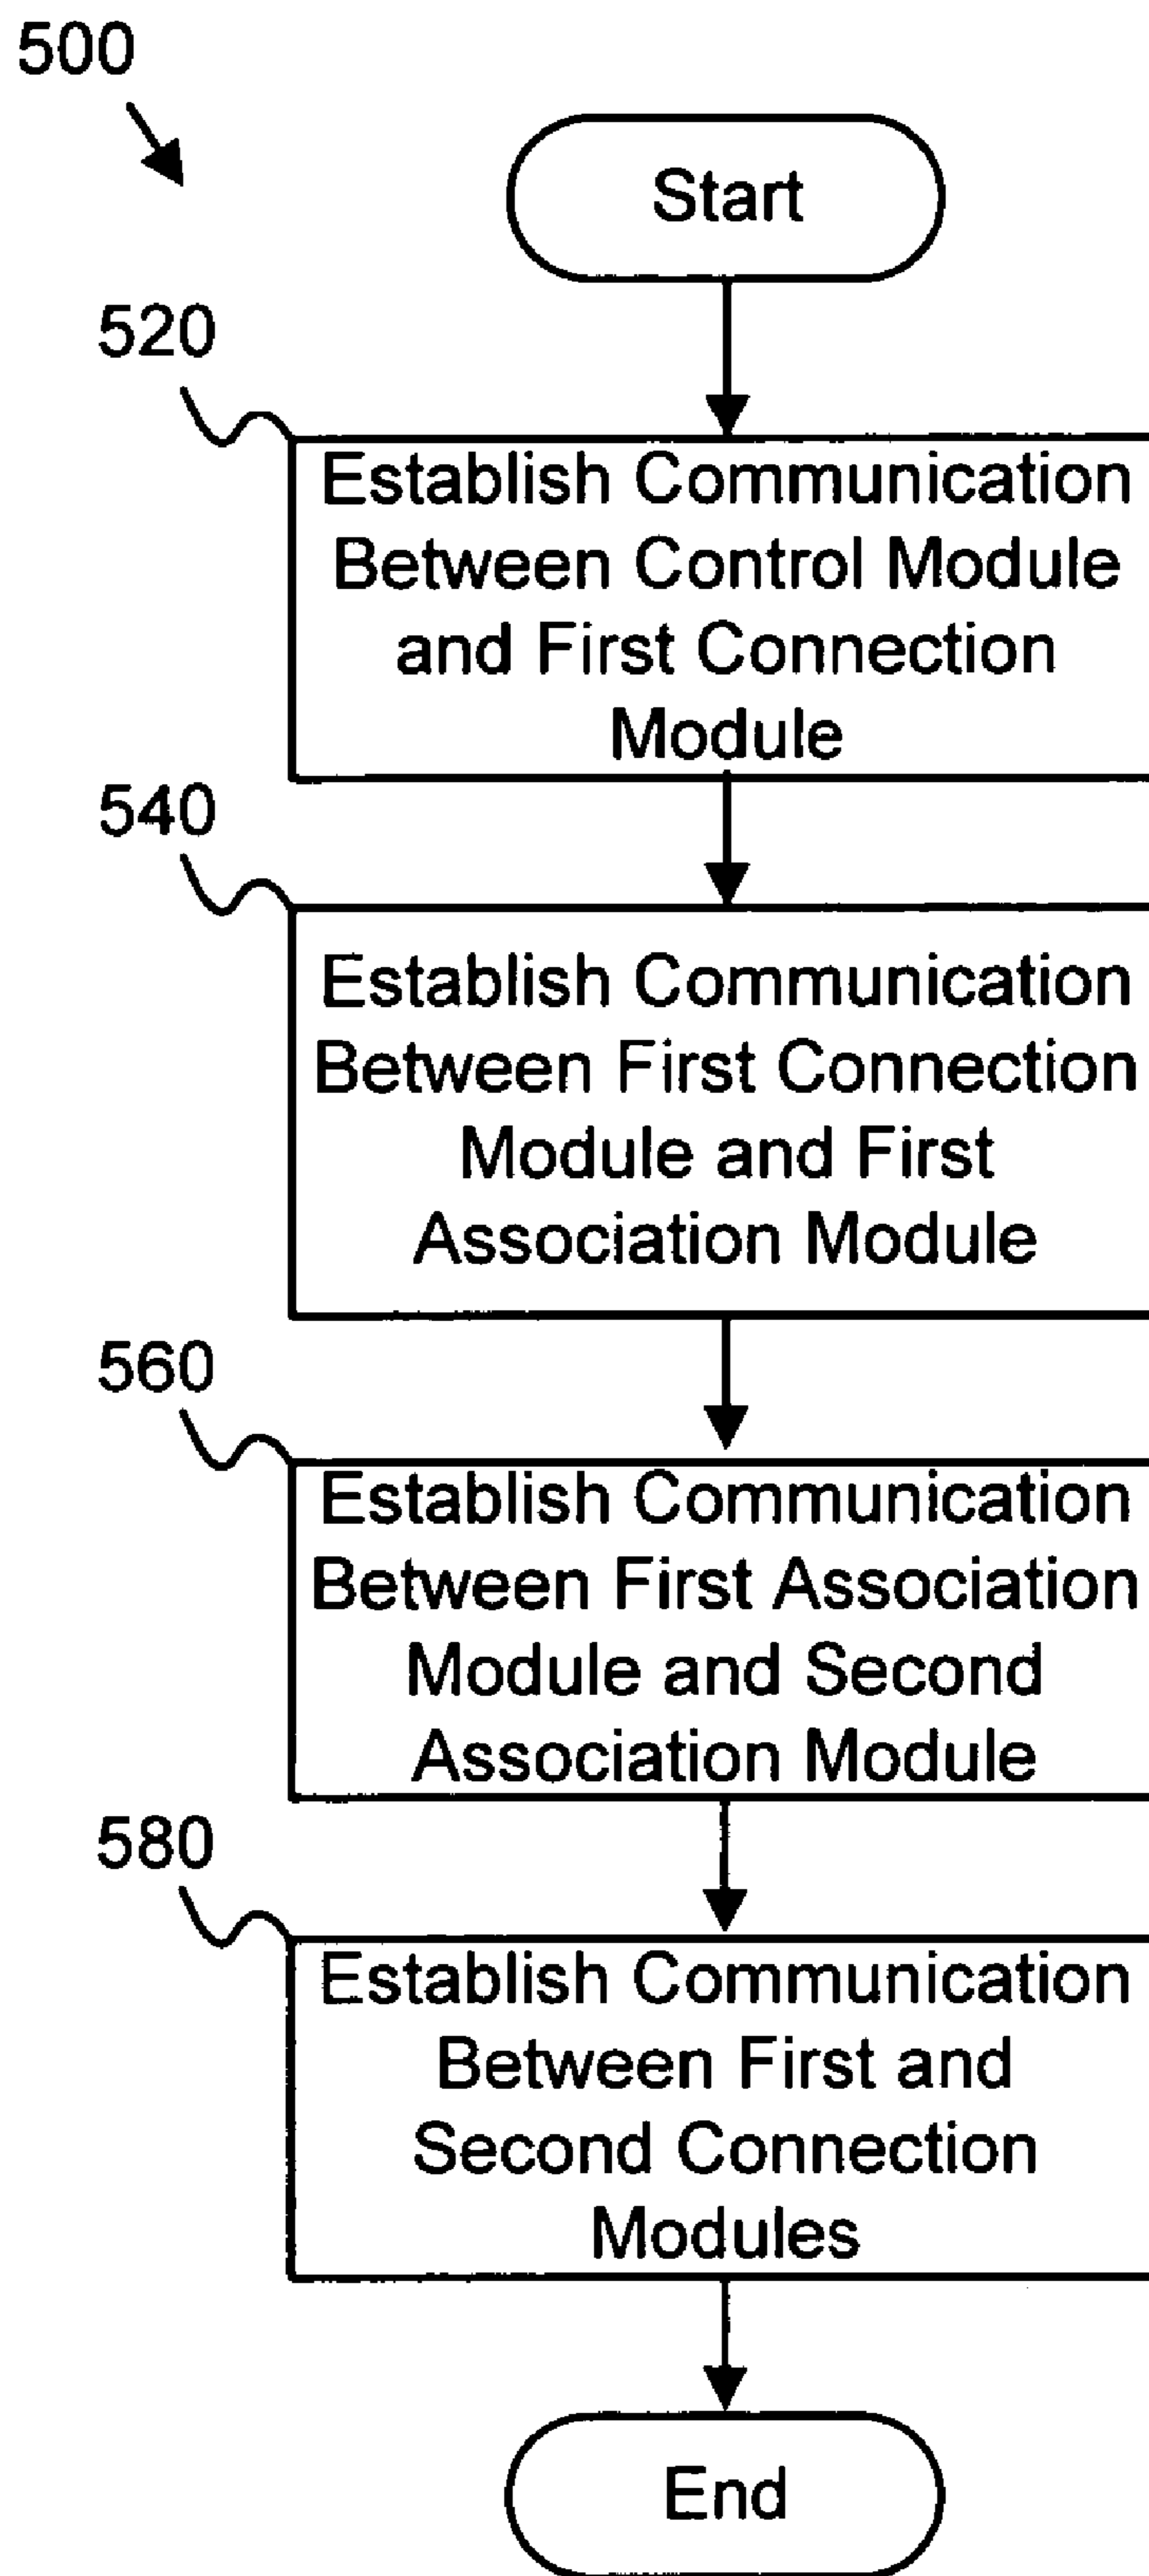 500
Start
520
Establish Communication
Between Control Module
and First Connection
Module
540
Establish Communication
Between First Connection
Module and First
Association Module
560
Establish Communication
Between First Association
Module and Second
Association Module
580
Establish Communication
Between First and
Second Connection
Modules
End